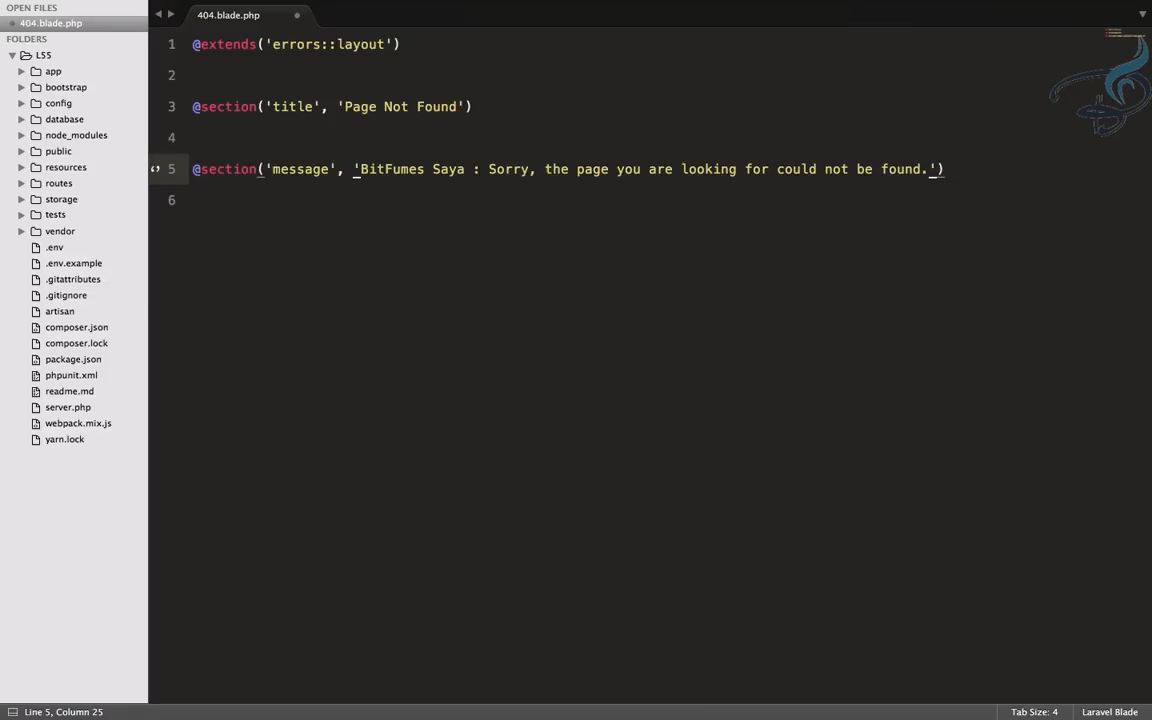 OPEN FILES
404.blade.php
FOLDERS
L55
app
bootstrap
config
database
node_modules
public
resources
routes
storage
tests
vendor
.env
.env.example
.gitattributes
.gitignore
artisan
composer.json
composer.lock
package.json
phpunit.xml
readme.md
server.php
webpack.mix.js
yarn.lock
404.blade.php
1 @extends('errors::layout')
2
3 @section('title', 'Page Not Found')
4
5 @section('message', 'BitFumes Saya : Sorry, the page you are looking for could not be found.')
6
Line 5, Column 25
Tab Size: 4
Laravel Blade